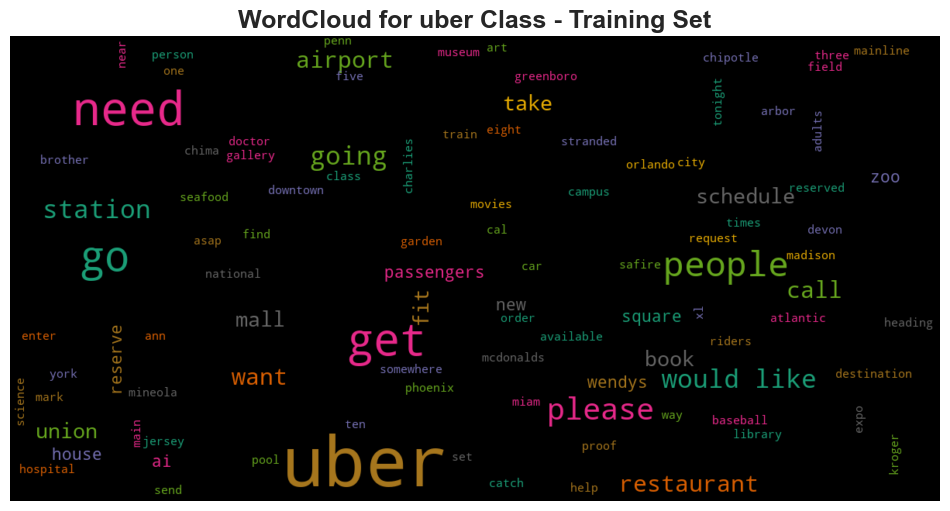 WordCloud for uber Class - Training Set
near
person
one
penn
airport
five
museum
art
greenboro
chipotle
three
field
mainline
need
take
tonight
arbor
adults
brother
chima
doctor
gallery
going
class
charlies
train
eight
stranded
orlando
city
zoo
station
seafood
downtown
movies
campus
schedule
reserved
times
devon
go
asap
find
garden
cal
request
madison
national
passengers
car
safire
people
call
mall
fit
new
order
square
xl
atlantic
heading
enter
ann
reserve
get
available
riders
book
mcdonalds
york
want
somewhere
phoenix
wendys
would like
destination
science
mark
mineola
miam
please
way
baseball
library
expo
union
main
jersey
ten
house
hospital
ai
pool
uber
set
proof
kroger
send
catch
help
restaurant